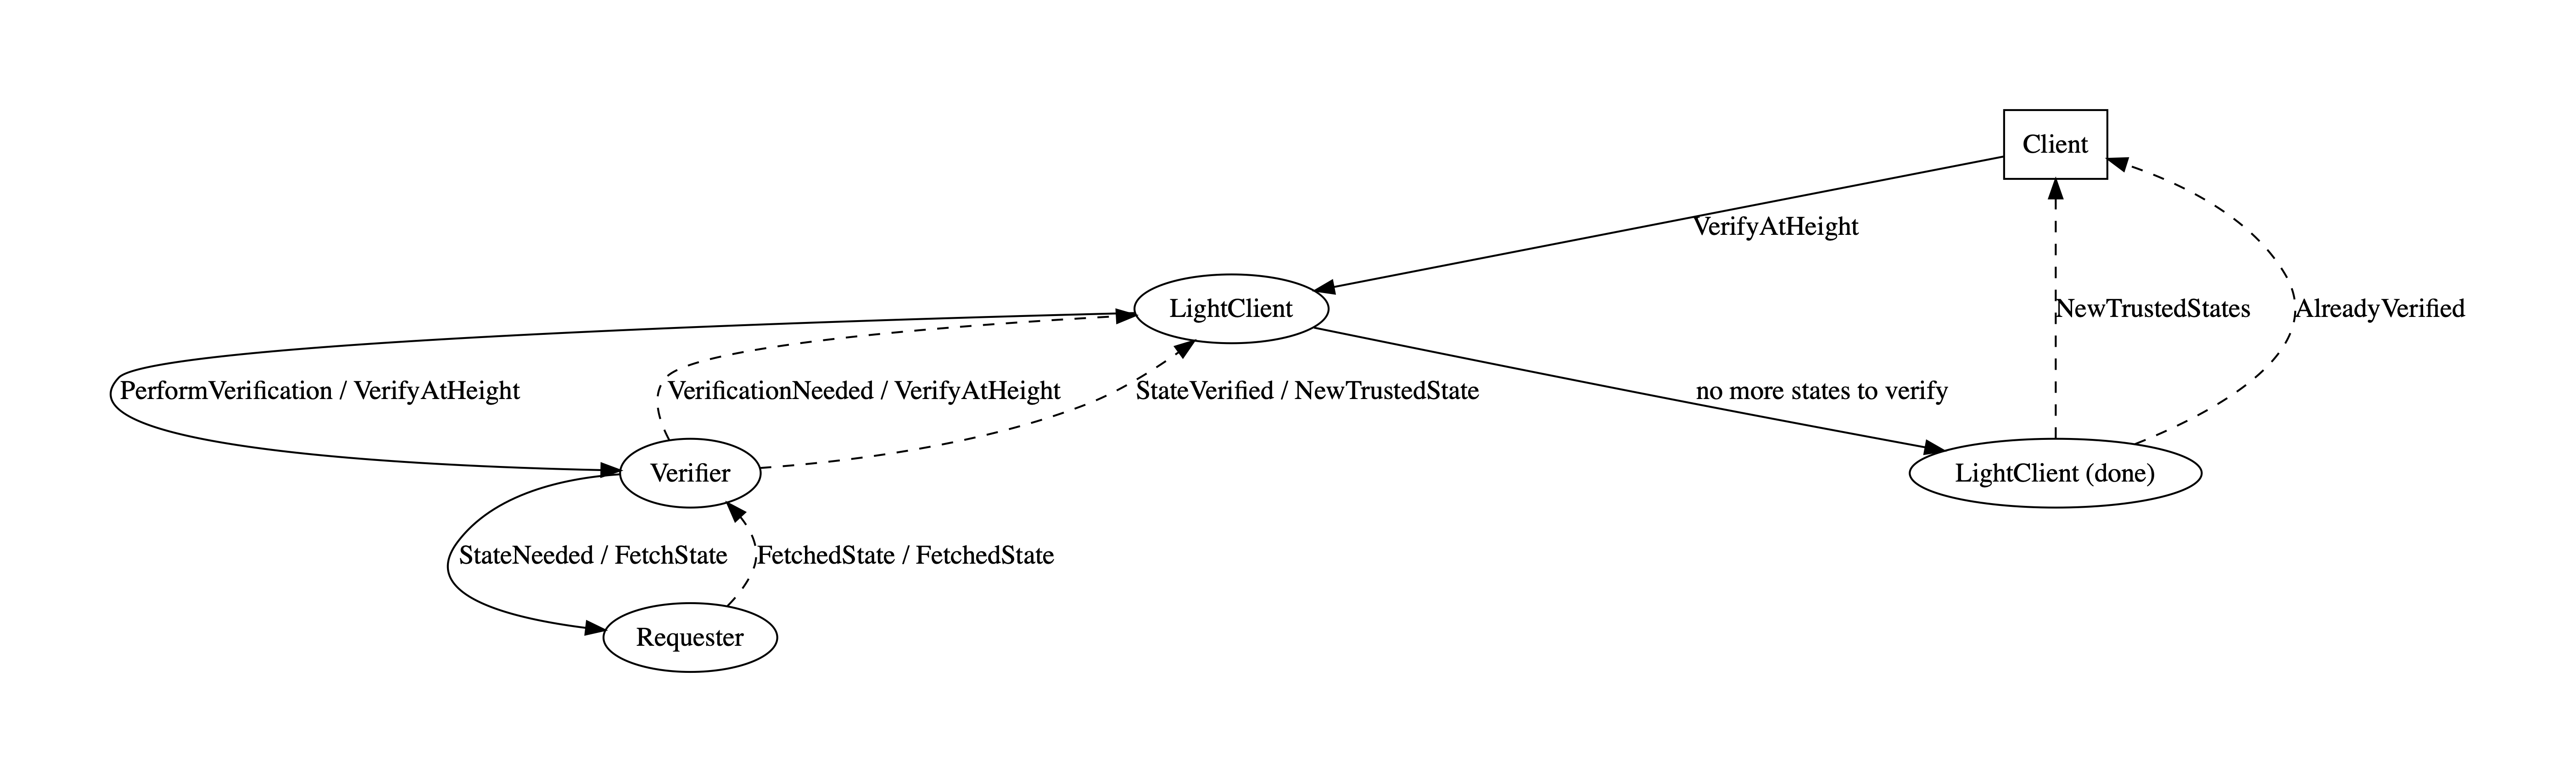 Client
VerifyAtHeight
LightClient
NewTrustedStates
AlreadyVerified
PerformVerification / VerifyAtHeight
VerificationNeeded / VerifyAtHeight
StateVerified / NewTrustedState
no more states to verify
Verifier
LightClient (done)
StateNeeded / FetchState
FetchedState / FetchedState
Requester